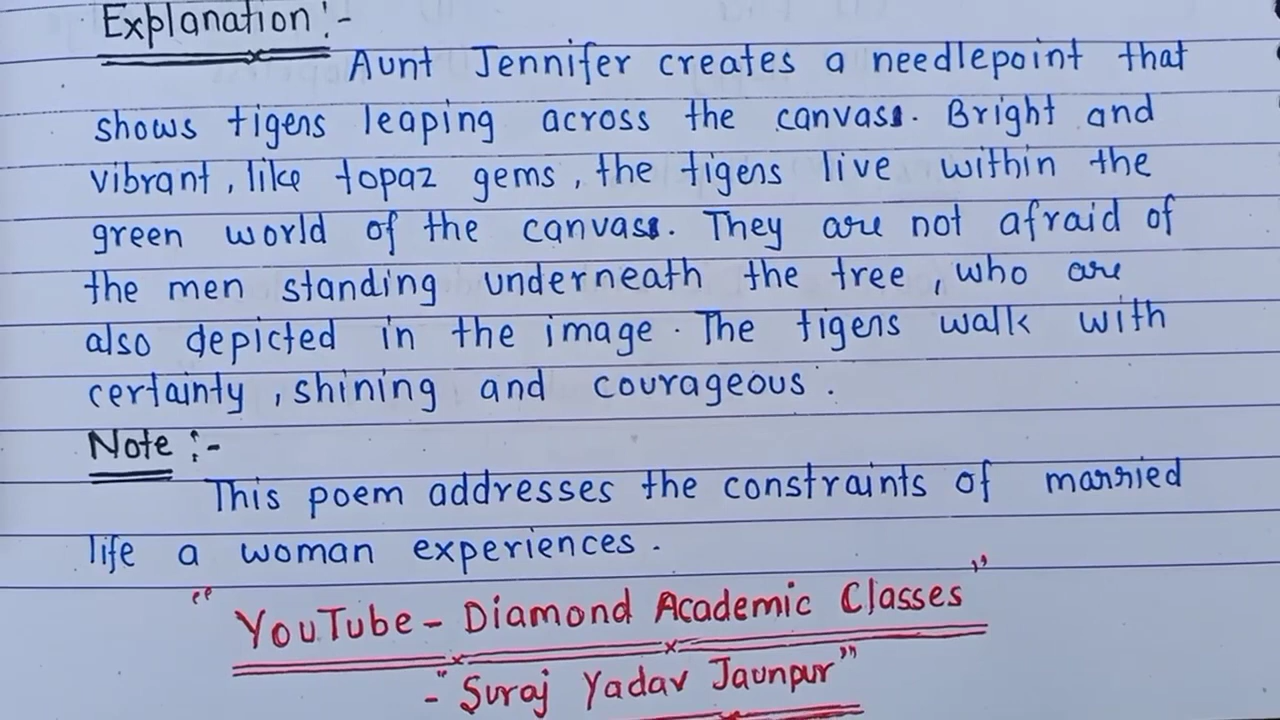 Explanation :-
Aunt Jennifer creates a needlepoint that
shows tigers leaping across the canvass. Bright and
vibrant, like topaz gems, the tigers live within the
green world of the canvass. They are not afraid of
the men standing underneath the tree, who are
also depicted in the image. The tigers walk with
certainty, shining and courageous.
Note :-
This poem addresses the constraints of married
life a woman experiences.
"YouTube - Diamond Academic Classes"
- "Suraj Yadav Jaunpur"